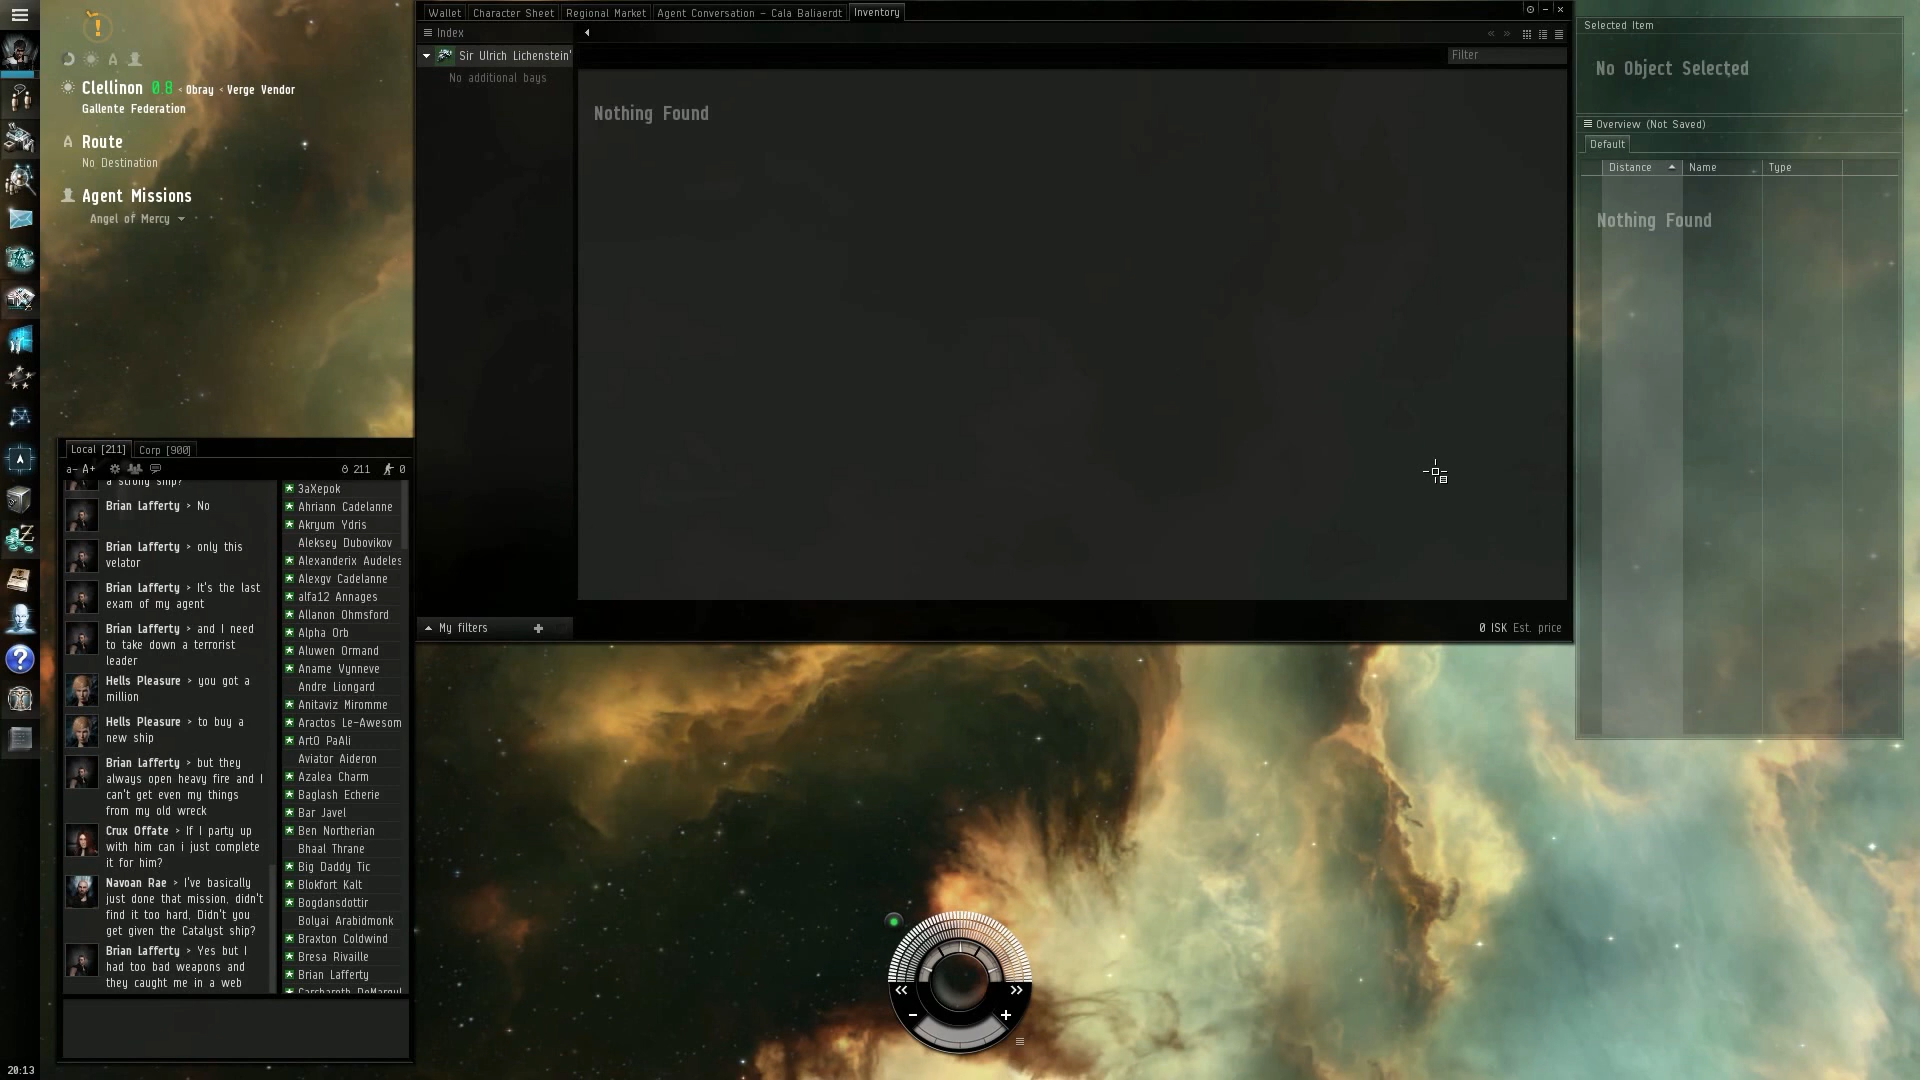 Wallet
Character Sheet
Regional Market
Agent Conversation - Cala Baliaerdt
Inventory
Index
Sir Ulrich Lichenstein'
No additional bays
Filter
Nothing Found
My filters
0 ISK Est. price
Clellinon 0.8 < Obray < Verge Vendor
Gallente Federation
Route
No Destination
Agent Missions
Angel of Mercy
Selected Item
No Object Selected
Overview (Not Saved)
Default
Distance
Name
Type
Nothing Found
Local [211]
Corp [900]
a- A+
211
0
a strong ship?
Brian Lafferty > No
Brian Lafferty > only this
velator
Brian Lafferty > It's the last
exam of my agent
Brian Lafferty > and I need
to take down a terrorist
leader
Hells Pleasure > you got a
million
Hells Pleasure > to buy a
new ship
Brian Lafferty > but they
always open heavy fire and I
can't get even my things
from my old wreck
Crux Offate > If I party up
with him can i just complete
it for him?
Navoan Rae > I've basically
just done that mission, didn't
find it too hard, Didn't you
get given the Catalyst ship?
Brian Lafferty > Yes but I
had too bad weapons and
they caught me in a web
3aXepok
Ahriann Cadelanne
Akryum Ydris
Aleksey Dubovikov
Alexanderix Audeles
Alexgv Cadelanne
alfa12 Annages
Allanon Ohmsford
Alpha Orb
Aluwen Ormand
Aname Vynneve
Andre Liongard
Anitaviz Miromme
Aractos Le-Awesom
ArtO PaAli
Aviator Aideron
Azalea Charm
Baglash Echerie
Bar Javel
Ben Northerian
Bhaal Thrane
Big Daddy Tic
Blokfort Kalt
Bogdansdottir
Bolyai Arabidmonk
Braxton Coldwind
Bresa Rivaille
Brian Lafferty
20:13